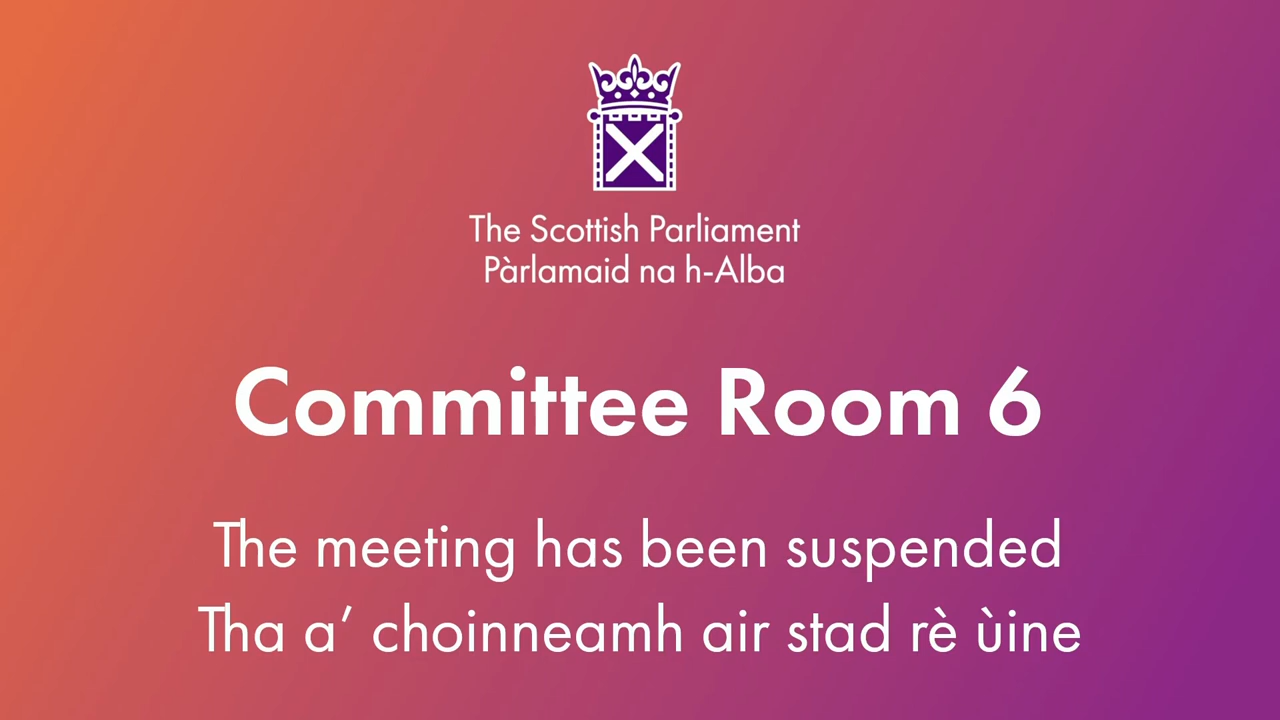 The Scottish Parliament
Pàrlamaid na h-Alba
Committee Room 6
The meeting has been suspended
Tha a’ choinneamh air stad rè ùine